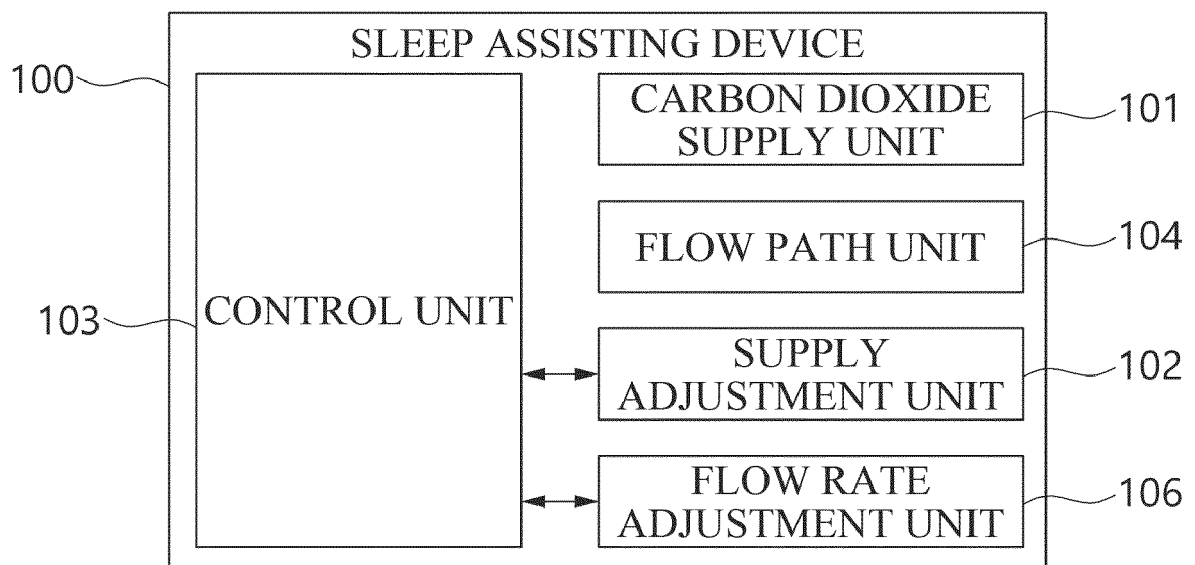 SLEEP ASSISTING DEVICE
100
CARBON DIOXIDE
SUPPLY UNIT
101
FLOW PATH UNIT
104
CONTROL UNIT
103
SUPPLY
ADJUSTMENT UNIT
102
FLOW RATE
ADJUSTMENT UNIT
106